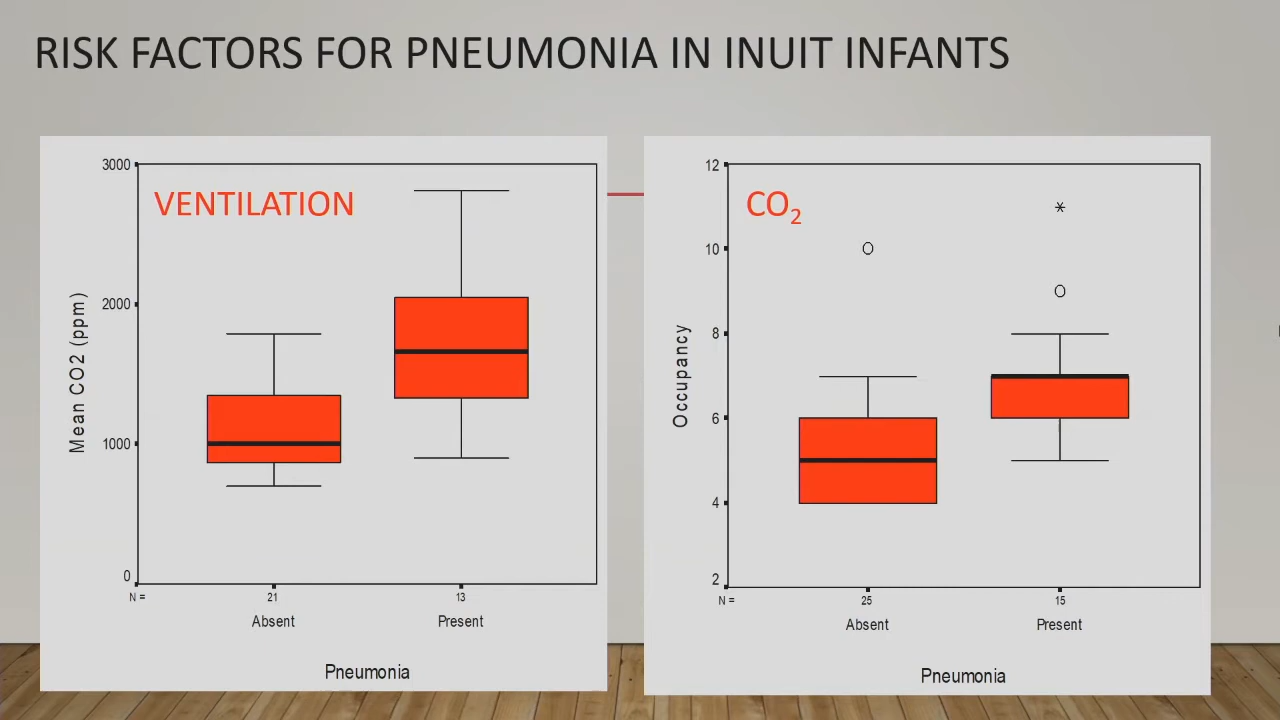 RISK FACTORS FOR PNEUMONIA IN INUIT INFANTS
VENTILATION
Mean CO2 (ppm)
3000
2000
1000
0
N =
21
13
Absent
Present
Pneumonia
CO₂
Occupancy
12
10
8
6
4
2
*
N =
25
15
Absent
Present
Pneumonia